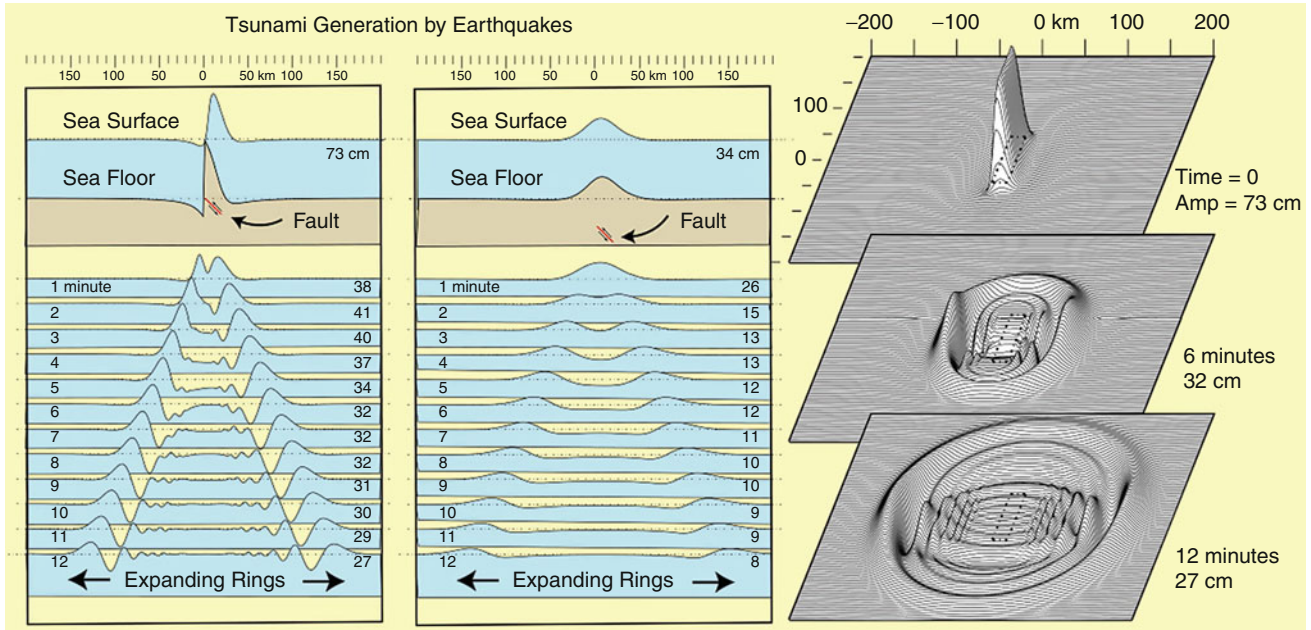 Tsunami Generation by Earthquakes
150 100 50 0 50 km 100 150
Sea Surface
73 cm
Sea Floor
Fault
1 minute 38
2 41
3 40
4 37
5 34
6 32
7 32
8 32
9 31
10 30
11 29
12 27
Expanding Rings
150 100 50 0 50 km 100 150
Sea Surface
34 cm
Sea Floor
Fault
1 minute 26
2 15
3 13
4 13
5 12
6 12
7 11
8 10
9 10
10 9
11 9
12 8
Expanding Rings
−200 −100 0 km 100 200
100
0
Time = 0
Amp = 73 cm
6 minutes
32 cm
12 minutes
27 cm